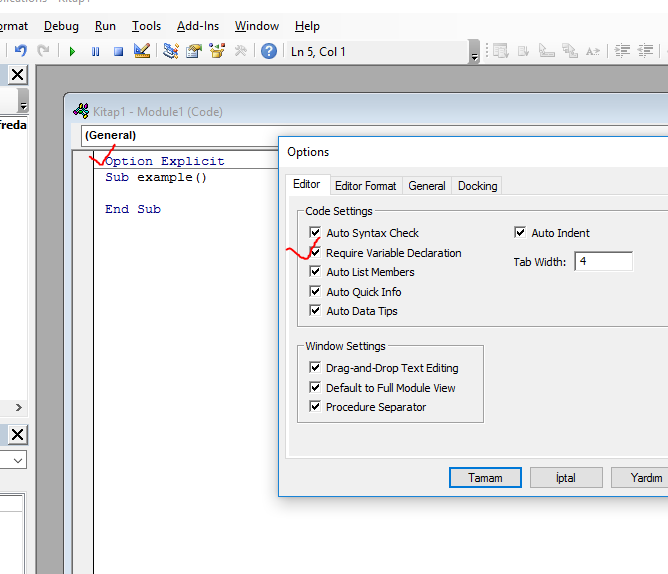 plications - Kitap1
ormat Debug Run Tools Add-Ins Window Help
Ln 5, Col 1
freda
Kitap1 - Module1 (Code)
(General)
Option Explicit
Sub example()
End Sub
Options
Editor Editor Format General Docking
Code Settings
Auto Syntax Check
Require Variable Declaration
Auto List Members
Auto Quick Info
Auto Data Tips
Auto Indent
Tab Width: 4
Window Settings
Drag-and-Drop Text Editing
Default to Full Module View
Procedure Separator
Tamam İptal Yardım